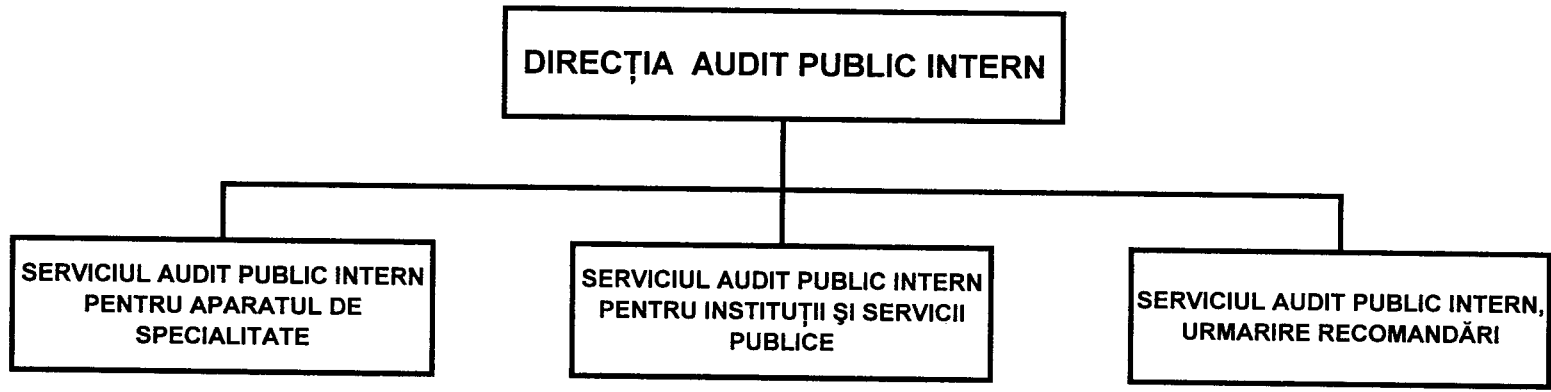 DIRECȚIA AUDIT PUBLIC INTERN
SERVICIUL AUDIT PUBLIC INTERN
PENTRU APARATUL DE
SPECIALITATE
SERVICIUL AUDIT PUBLIC INTERN
PENTRU INSTITUȚII ŞI SERVICII
PUBLICE
SERVICIUL AUDIT PUBLIC INTERN,
URMARIRE RECOMANDĂRI